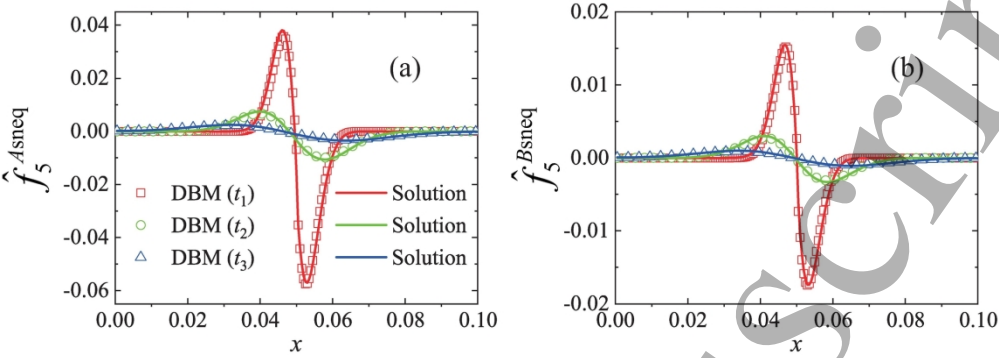 0.04
0.02
0.00
-0.02
-0.04
-0.06
f̂₅ᴬsneq
(a)
DBM (t₁) Solution
DBM (t₂) Solution
DBM (t₃) Solution
0.00 0.02 0.04 0.06 0.08 0.10
x
0.02
0.01
0.00
-0.01
-0.02
f̂₅ᴮsneq
(b)
0.00 0.02 0.04 0.06 0.08 0.10
x
scri